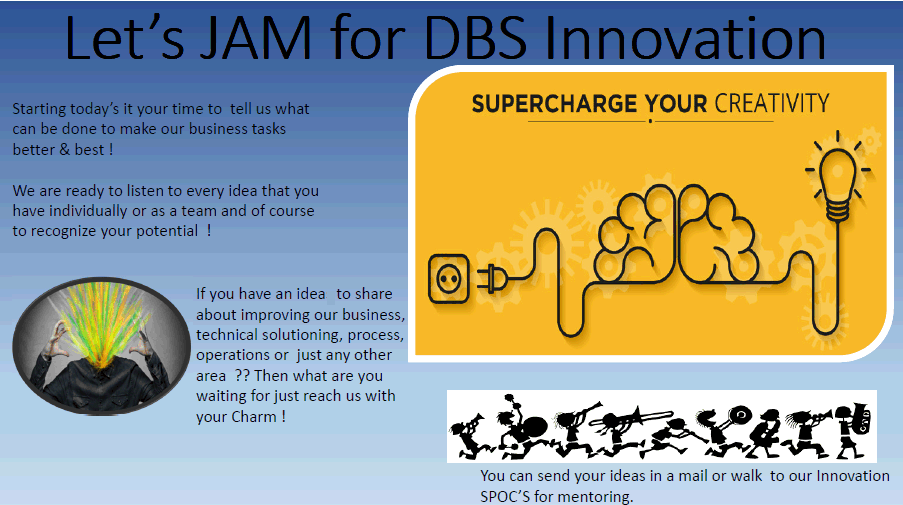 Let's JAM for DBS Innovation
Starting today's it your time to tell us what
can be done to make our business tasks
better & best !
We are ready to listen to every idea that you
have individually or as a team and of course
to recognize your potential !
SUPERCHARGE YOUR CREATIVITY
If you have an idea to share
about improving our business,
technical solutioning, process,
operations or just any other
area ?? Then what are you
waiting for just reach us with
your Charm !
You can send your ideas in a mail or walk to our Innovation
SPOC'S for mentoring.